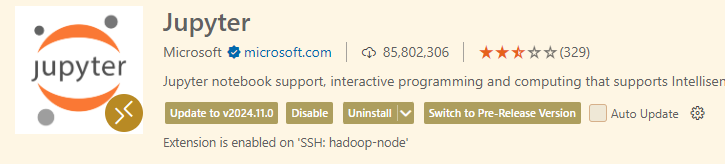 Jupyter
jupyter
Microsoft microsoft.com 85,802,306 (329)
Jupyter notebook support, interactive programming and computing that supports Intellisen
Update to v2024.11.0 Disable Uninstall Switch to Pre-Release Version Auto Update
Extension is enabled on 'SSH: hadoop-node'